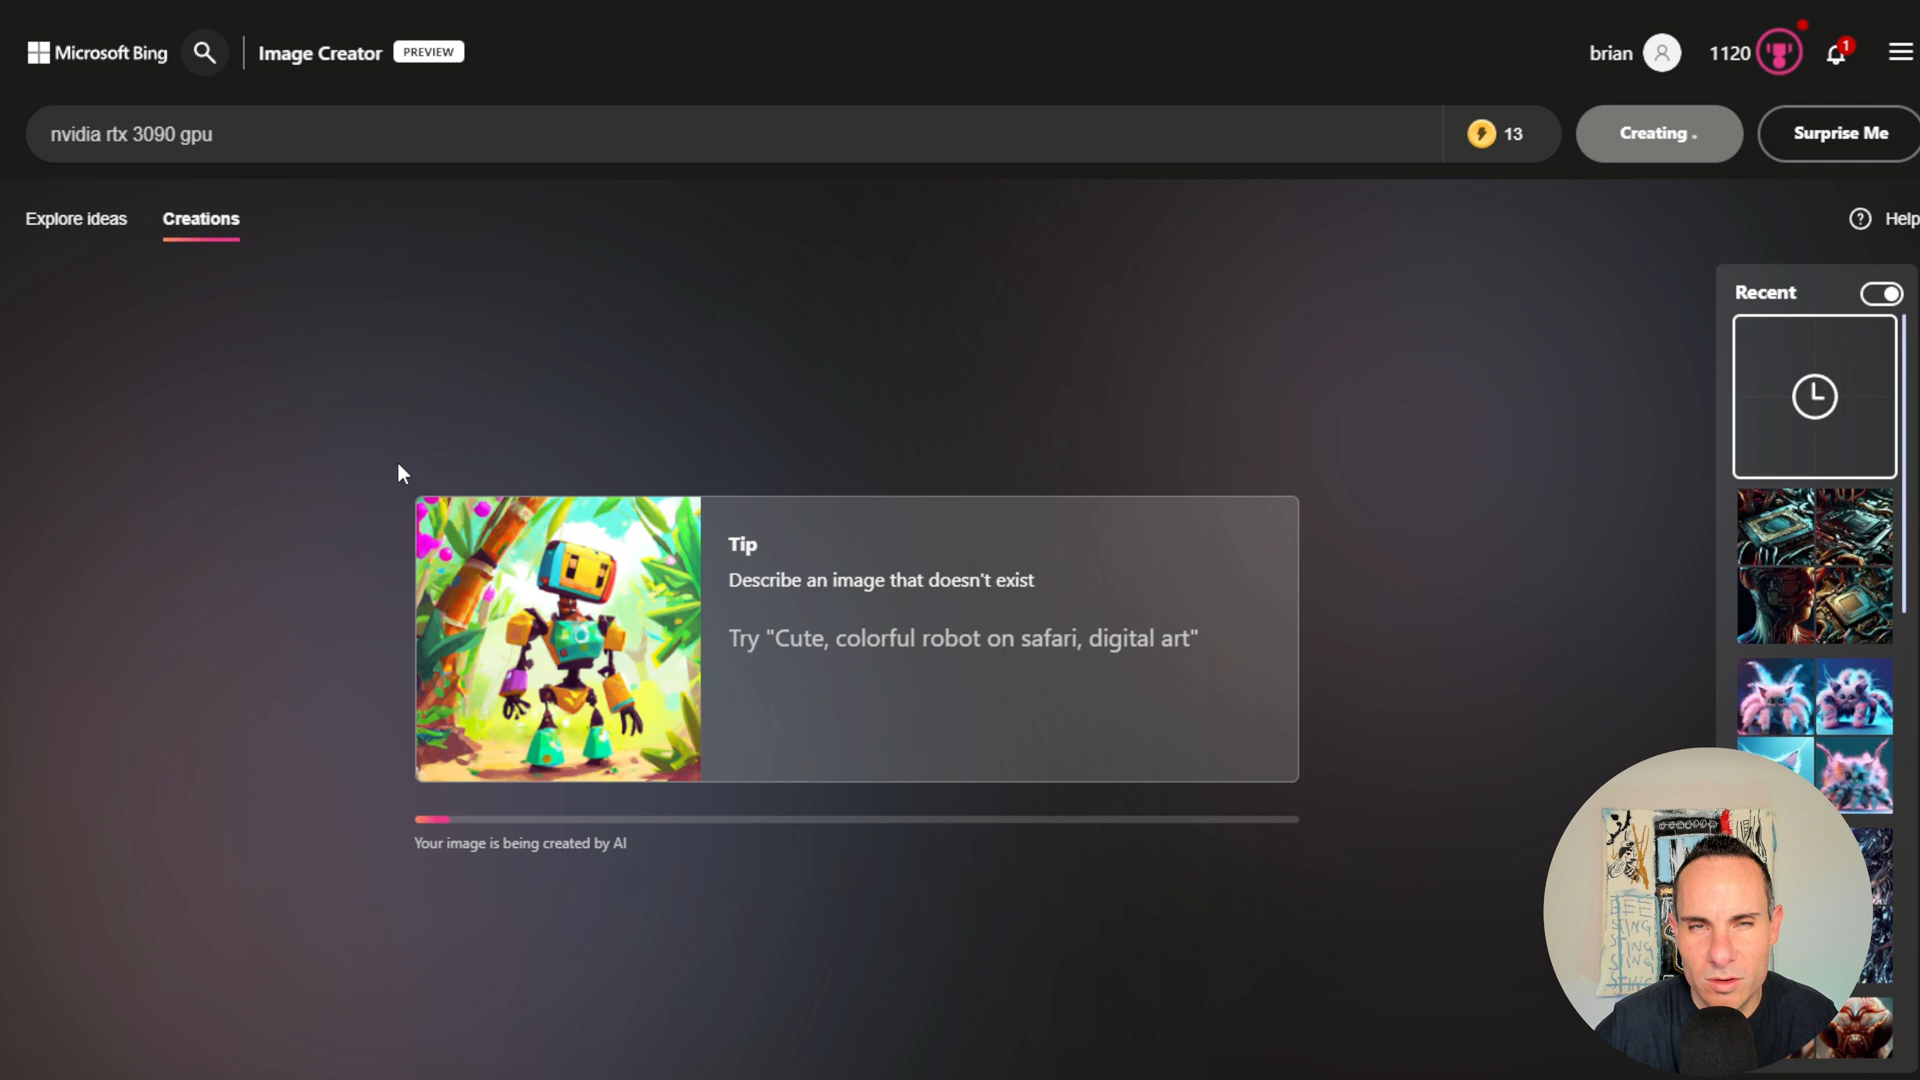 Microsoft Bing
Image Creator
PREVIEW
brian
1120
1
nvidia rtx 3090 gpu
13
Creating .
Surprise Me
Explore ideas
Creations
Help
Recent
Tip
Describe an image that doesn't exist
Try "Cute, colorful robot on safari, digital art"
Your image is being created by AI